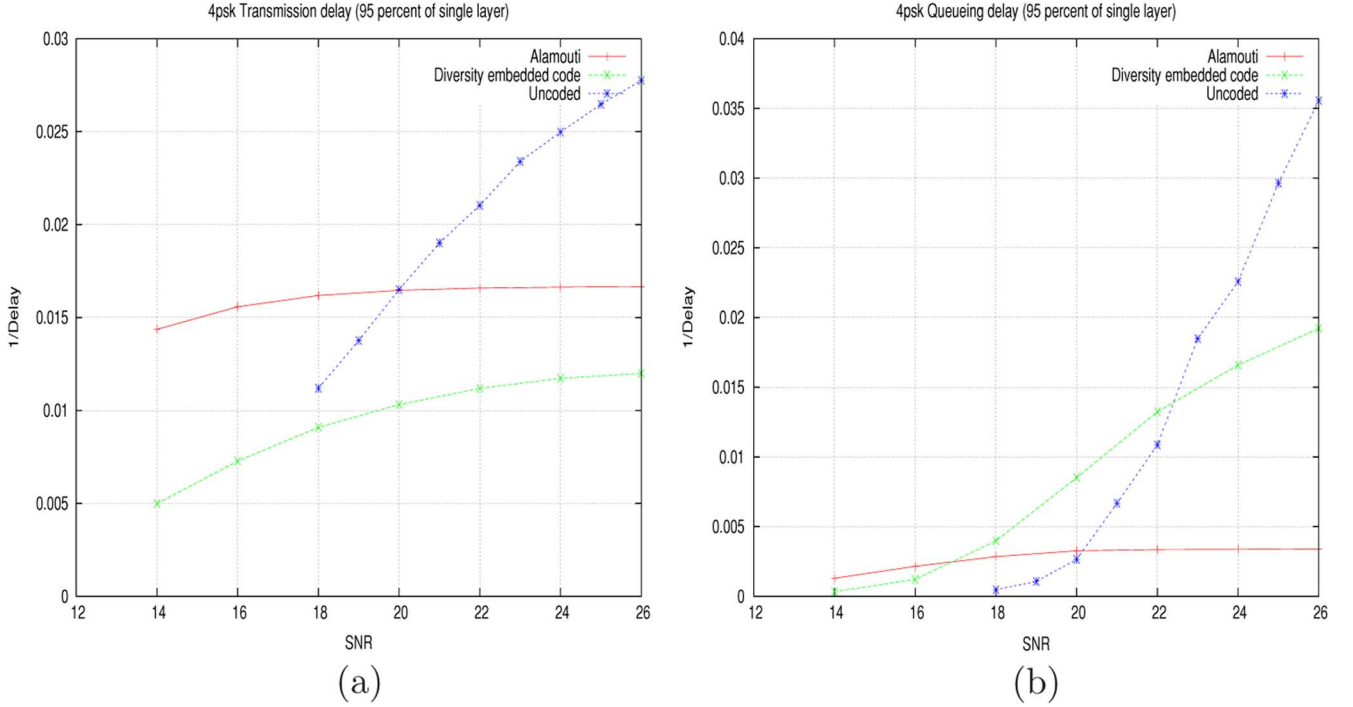 4psk Transmission delay (95 percent of single layer)
0.03
0.025
0.02
0.015
0.01
0.005
0
1/Delay
Alamouti
Diversity embedded code
Uncoded
12 14 16 18 20 22 24 26
SNR
(a)
4psk Queueing delay (95 percent of single layer)
0.04
0.035
0.03
0.025
0.02
0.015
0.01
0.005
0
1/Delay
Alamouti
Diversity embedded code
Uncoded
12 14 16 18 20 22 24 26
SNR
(b)